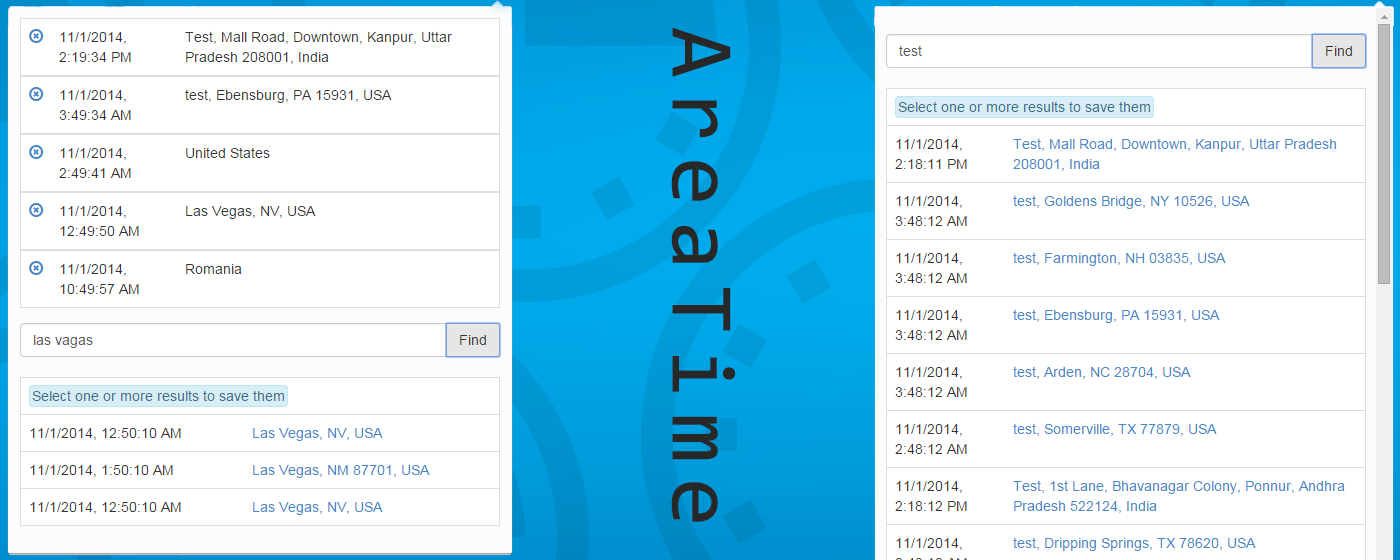 11/1/2014,
2:19:34 PM
Test, Mall Road, Downtown, Kanpur, Uttar
Pradesh 208001, India
11/1/2014,
3:49:34 AM
test, Ebensburg, PA 15931, USA
11/1/2014,
2:49:41 AM
United States
11/1/2014,
12:49:50 AM
Las Vegas, NV, USA
11/1/2014,
10:49:57 AM
Romania
las vagas
Find
Select one or more results to save them
11/1/2014, 12:50:10 AM
Las Vegas, NV, USA
11/1/2014, 1:50:10 AM
Las Vegas, NM 87701, USA
11/1/2014, 12:50:10 AM
Las Vegas, NV, USA
AreaTime
test
Find
Select one or more results to save them
11/1/2014,
2:18:11 PM
Test, Mall Road, Downtown, Kanpur, Uttar Pradesh
208001, India
11/1/2014,
3:48:12 AM
test, Goldens Bridge, NY 10526, USA
11/1/2014,
3:48:12 AM
test, Farmington, NH 03835, USA
11/1/2014,
3:48:12 AM
test, Ebensburg, PA 15931, USA
11/1/2014,
3:48:12 AM
test, Arden, NC 28704, USA
11/1/2014,
2:48:12 AM
test, Somerville, TX 77879, USA
11/1/2014,
2:18:12 PM
Test, 1st Lane, Bhavanagar Colony, Ponnur, Andhra
Pradesh 522124, India
11/1/2014,
test, Dripping Springs, TX 78620, USA